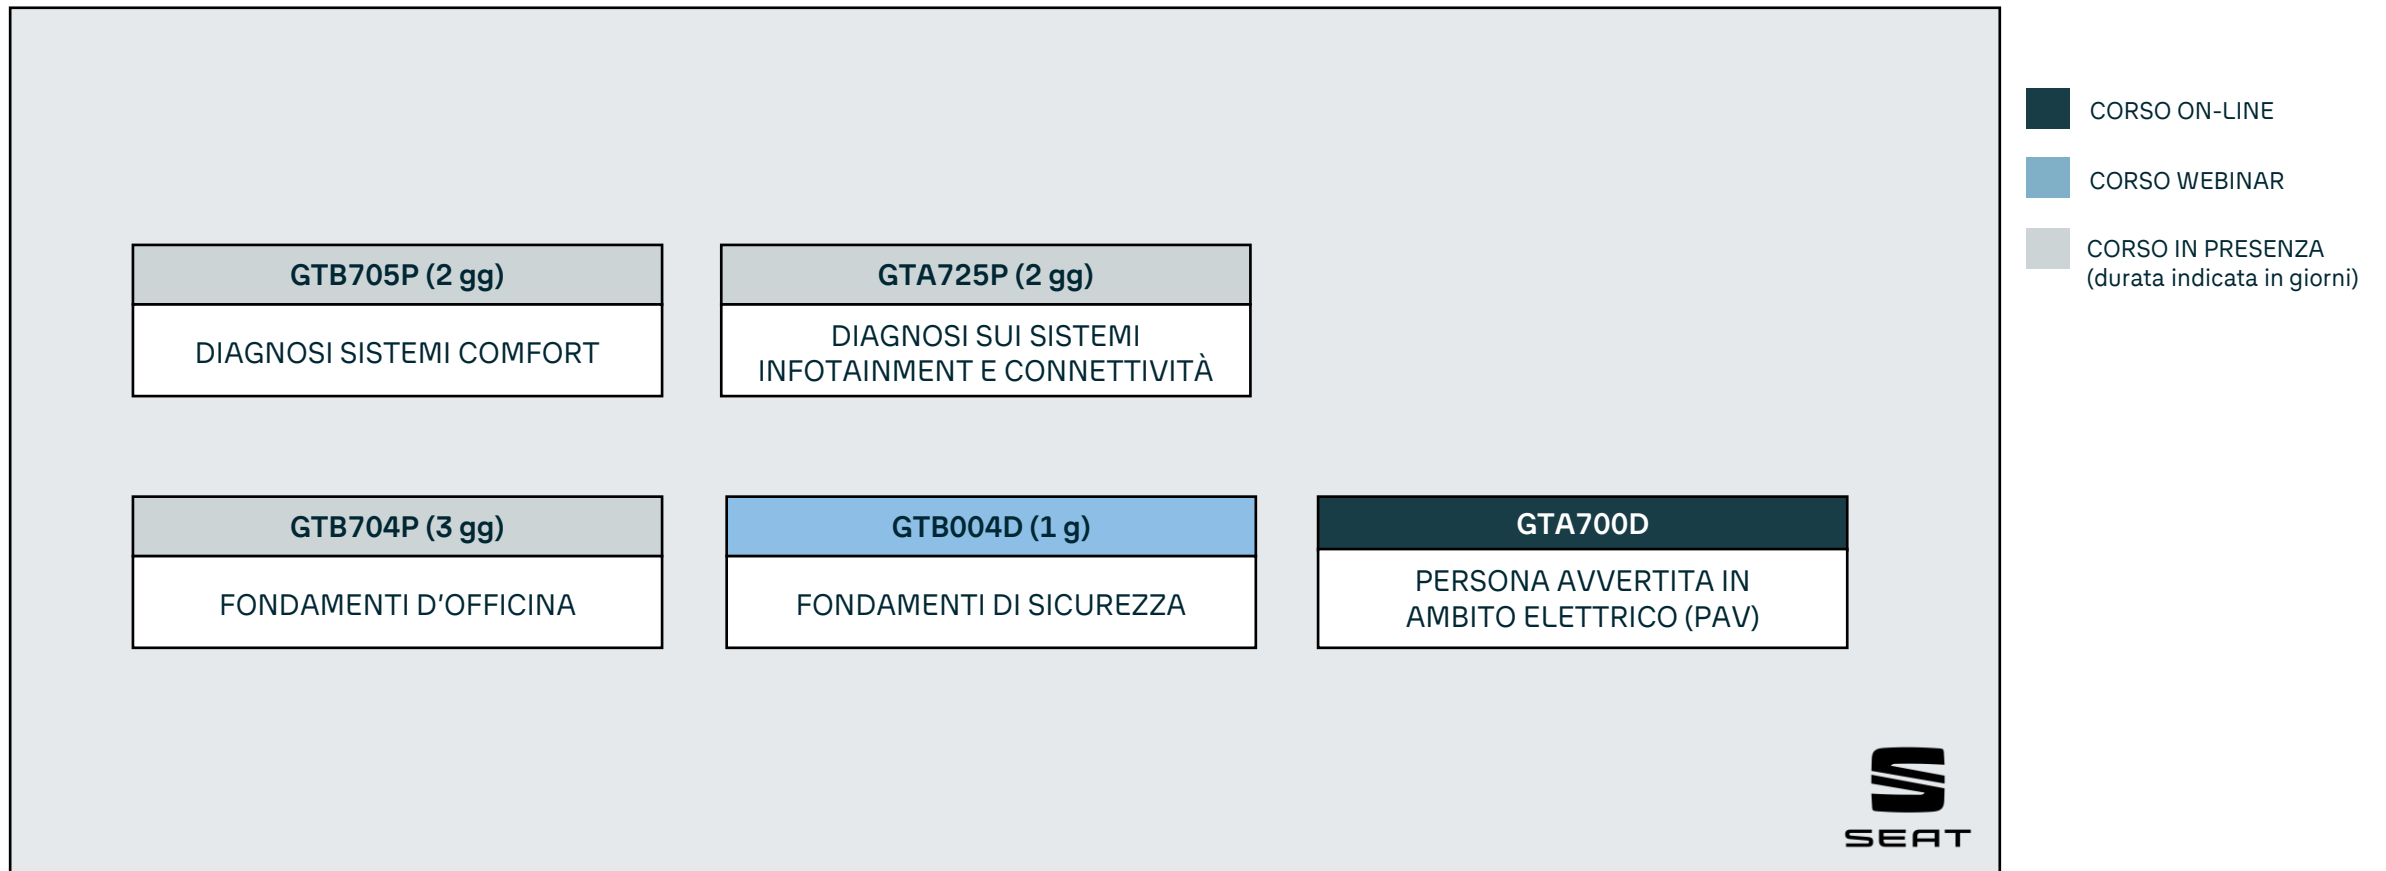 GTB705P (2 gg)
DIAGNOSI SISTEMI COMFORT
GTA725P (2 gg)
DIAGNOSI SUI SISTEMI
INFOTAINMENT E CONNETTIVITÀ
GTB704P (3 gg)
FONDAMENTI D’OFFICINA
GTB004D (1 g)
FONDAMENTI DI SICUREZZA
GTA700D
PERSONA AVVERTITA IN
AMBITO ELETTRICO (PAV)
SEAT
CORSO ON-LINE
CORSO WEBINAR
CORSO IN PRESENZA
(durata indicata in giorni)